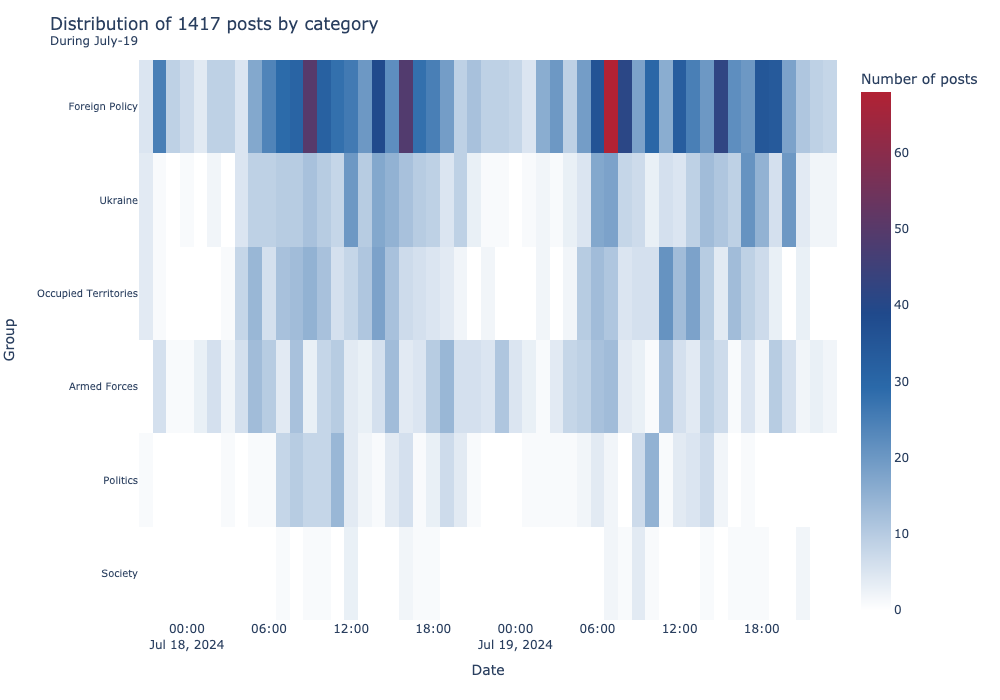 Distribution of 1417 posts by category
During July-19
Number of posts
Foreign Policy
Ukraine
Occupied Territories
Armed Forces
Politics
Society
Group
60
50
40
30
20
10
0
00:00 06:00 12:00 18:00 00:00 06:00 12:00 18:00
Jul 18, 2024 Jul 19, 2024
Date